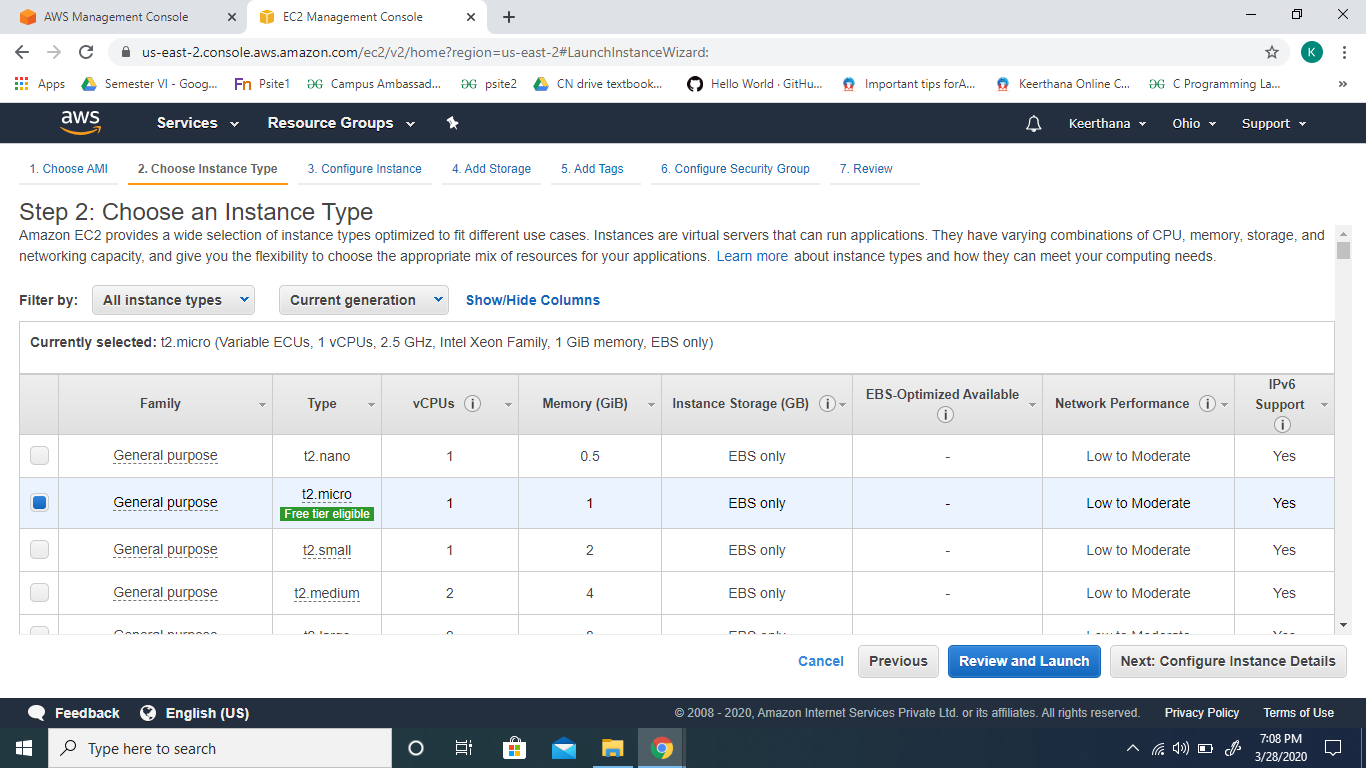 AWS Management Console
EC2 Management Console
us-east-2.console.aws.amazon.com/ec2/v2/home?region=us-east-2#LaunchInstanceWizard:
K
Apps Semester VI - Goog... Fn Psite1 Campus Ambassad... psite2 CN drive textbook... Hello World · GitHu... Important tips forA... Keerthana Online C... C Programming La... »
aws Services Resource Groups Keerthana Ohio Support
1. Choose AMI 2. Choose Instance Type 3. Configure Instance 4. Add Storage 5. Add Tags 6. Configure Security Group 7. Review
Step 2: Choose an Instance Type
Amazon EC2 provides a wide selection of instance types optimized to fit different use cases. Instances are virtual servers that can run applications. They have varying combinations of CPU, memory, storage, and
networking capacity, and give you the flexibility to choose the appropriate mix of resources for your applications. Learn more about instance types and how they can meet your computing needs.
Filter by: All instance types Current generation Show/Hide Columns
Currently selected: t2.micro (Variable ECUs, 1 vCPUs, 2.5 GHz, Intel Xeon Family, 1 GiB memory, EBS only)
Family Type vCPUs Memory (GiB) Instance Storage (GB) EBS-Optimized Available Network Performance IPv6 Support
General purpose t2.nano 1 0.5 EBS only - Low to Moderate Yes
General purpose t2.micro 1 1 EBS only - Low to Moderate Yes
Free tier eligible
General purpose t2.small 1 2 EBS only - Low to Moderate Yes
General purpose t2.medium 2 4 EBS only - Low to Moderate Yes
General purpose t2.large 2 8 EBS only Low to Moderate Yes
Cancel Previous Review and Launch Next: Configure Instance Details
Feedback English (US) © 2008 - 2020, Amazon Internet Services Private Ltd. or its affiliates. All rights reserved. Privacy Policy Terms of Use
Type here to search
7:08 PM
3/28/2020